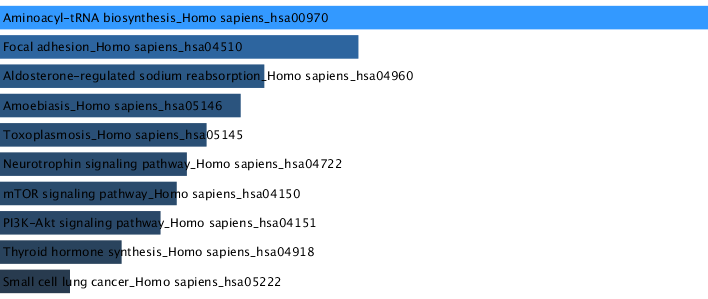 Aminoacyl-tRNA biosynthesis_Homo sapiens_hsa00970
Focal adhesion_Homo sapiens_hsa04510
Aldosterone-regulated sodium reabsorption_Homo sapiens_hsa04960
Amoebiasis_Homo sapiens_hsa05146
Toxoplasmosis_Homo sapiens_hsa05145
Neurotrophin signaling pathway_Homo sapiens_hsa04722
mTOR signaling pathway_Homo sapiens_hsa04150
PI3K-Akt signaling pathway_Homo sapiens_hsa04151
Thyroid hormone synthesis_Homo sapiens_hsa04918
Small cell lung cancer_Homo sapiens_hsa05222